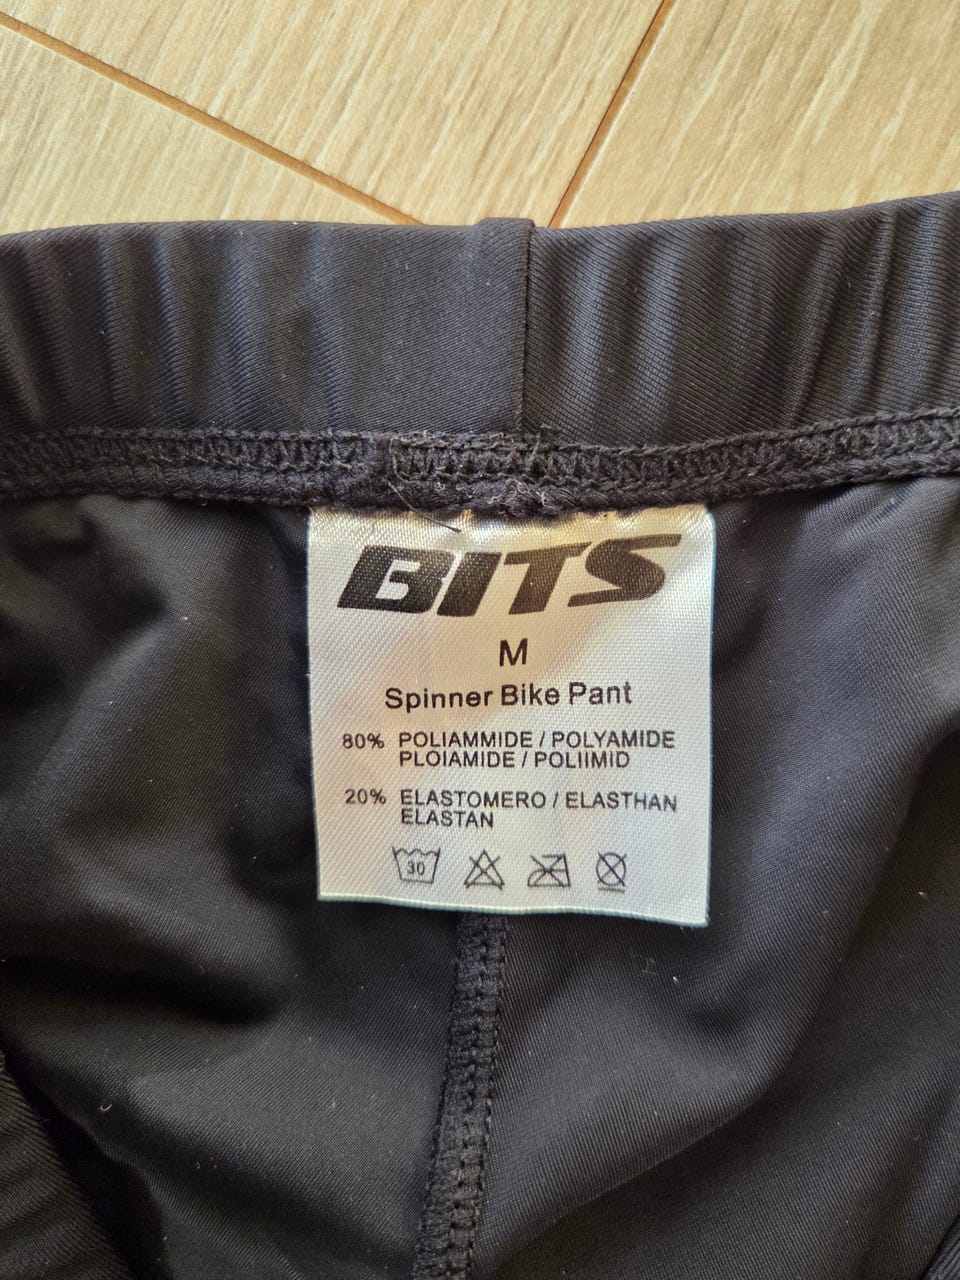 BITS
M
Spinner Bike Pant
80% POLIAMMIDE / POLYAMIDE
PLOIAMIDE / POLIIMID
20% ELASTOMERO / ELASTHAN
ELASTAN
30